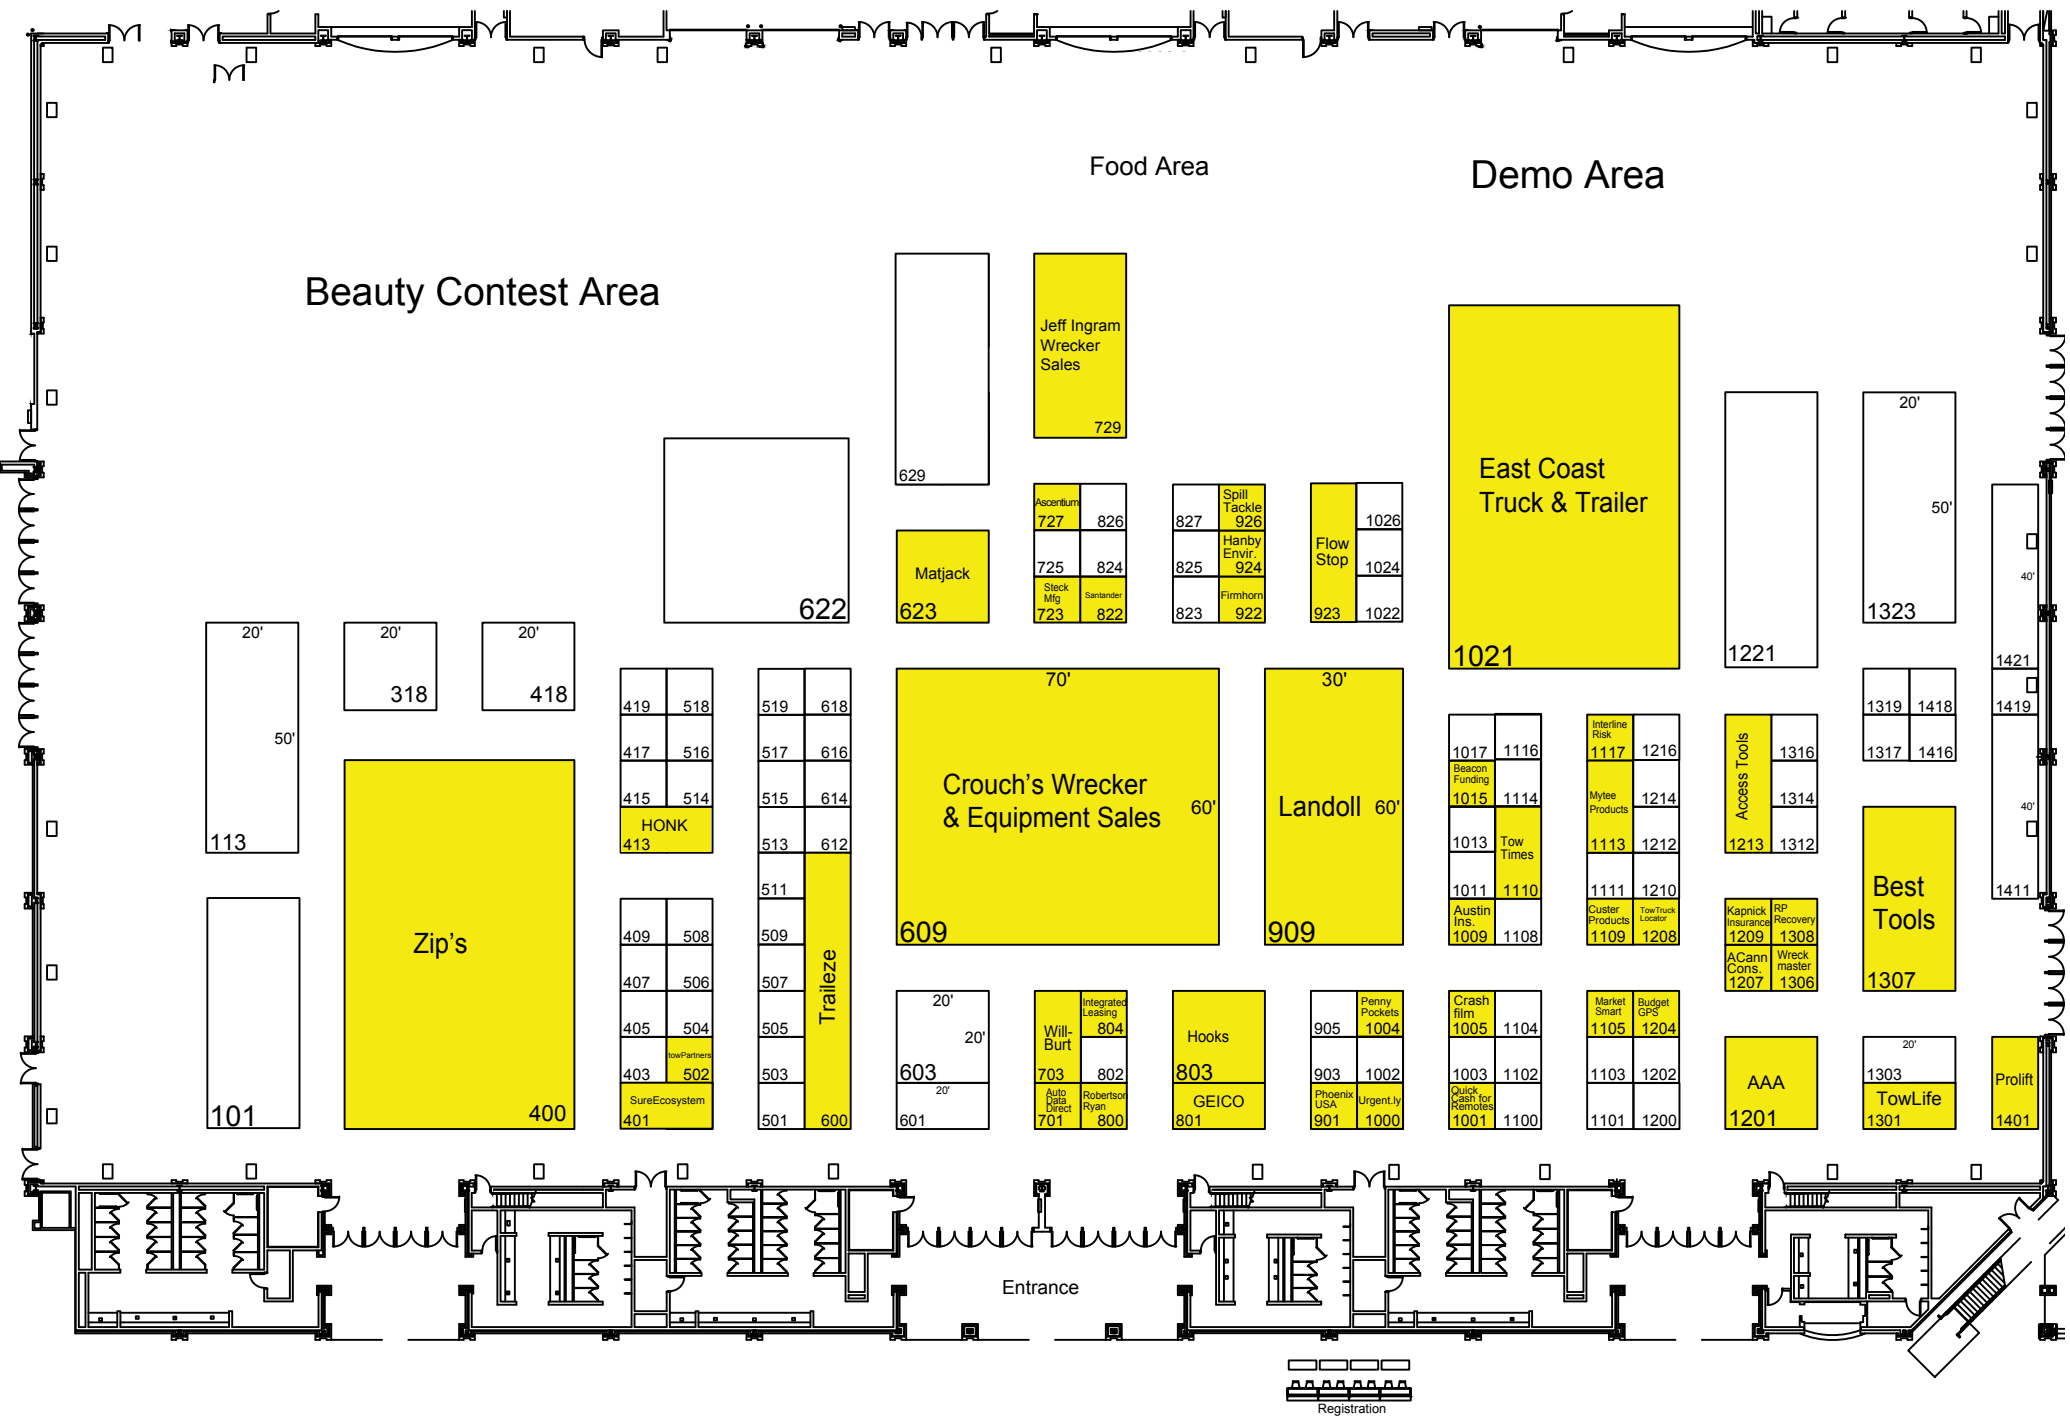 Food Area
Demo Area
Beauty Contest Area
Jeff Ingram
Wrecker
Sales
729
629
622
Matjack
623
Ascentium
727
826
725
824
Steck
Mfg
723
Santander
822
827
Spill
Tackle
926
825
Hanby
Envir.
924
823
Firmhorn
922
Flow
Stop
923
1026
1024
1022
East Coast
Truck & Trailer
1021
1221
20'
50'
1323
40'
1421
1419
40'
1411
20'
50'
113
20'
318
20'
418
101
Zip's
400
419
518
417
516
415
514
HONK
413
409
508
407
506
405
504
403
towPartners
502
SureEcosystem
401
519
618
517
616
515
614
513
612
511
509
507
505
503
501
Traileze
600
70'
Crouch's Wrecker
& Equipment Sales
60'
609
30'
Landoll
60'
909
20'
20'
603
20'
601
Will-
Burt
703
Integrated
Leasing
804
802
Auto
Data
Direct
701
Robertson
Ryan
800
Hooks
803
GEICO
801
905
Penny
Pockets
1004
903
1002
Phoenix
USA
901
Urgent.ly
1000
1017
1116
Beacon
Funding
1015
1114
1013
Tow
Times
1110
1011
Austin
Ins.
1009
1108
Crash
film
1005
1104
1003
1102
Quick
Cash for
Remotes
1001
1100
Interline
Risk
1117
1216
Mytee
Products
1113
1214
1212
1111
1210
Custer
Products
1109
TowTruck
Locator
1208
Market
Smart
1105
Budget
GPS
1204
1103
1202
1101
1200
Access Tools
1213
1316
1314
1312
Kapnick
Insurance
1209
RP
Recovery
1308
ACann
Cons.
1207
Wreck
master
1306
AAA
1201
1319
1418
1317
1416
Best
Tools
1307
20'
1303
TowLife
1301
Prolift
1401
Entrance
Registration